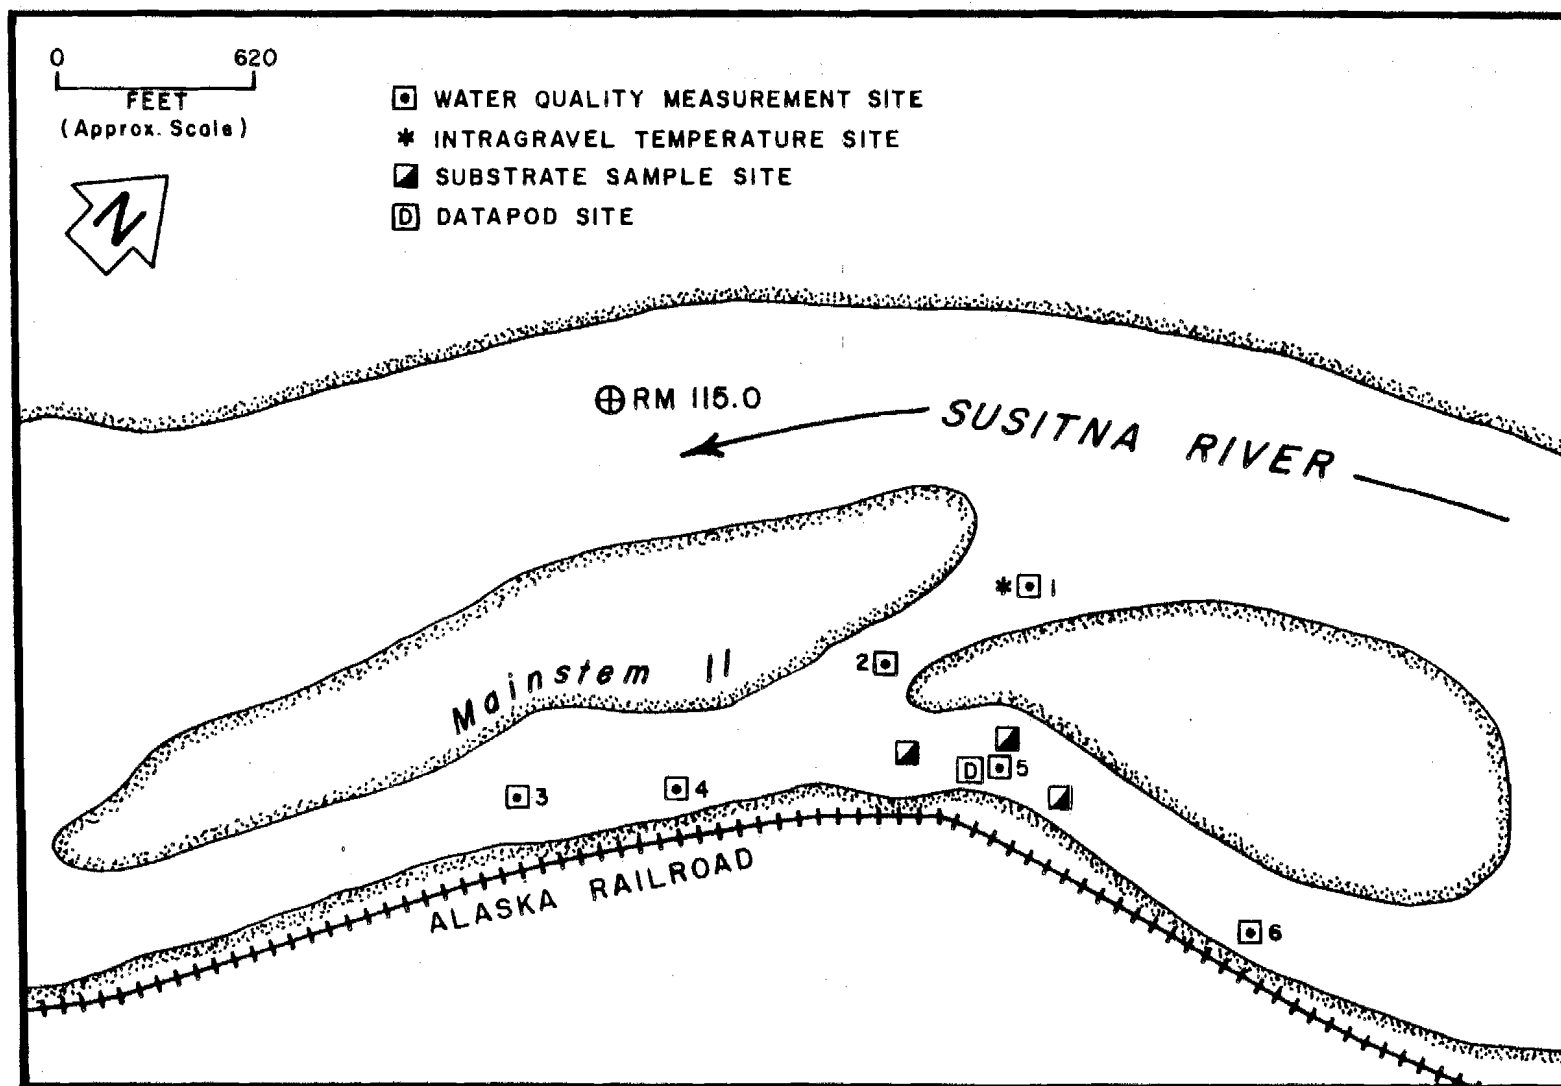 0 620
FEET
(Approx. Scale)
N
WATER QUALITY MEASUREMENT SITE
* INTRAGRAVEL TEMPERATURE SITE
SUBSTRATE SAMPLE SITE
D DATAPOD SITE
RM 115.0
SUSITNA RIVER
* 1
2
Mainstem II
D 5
3
4
6
ALASKA RAILROAD